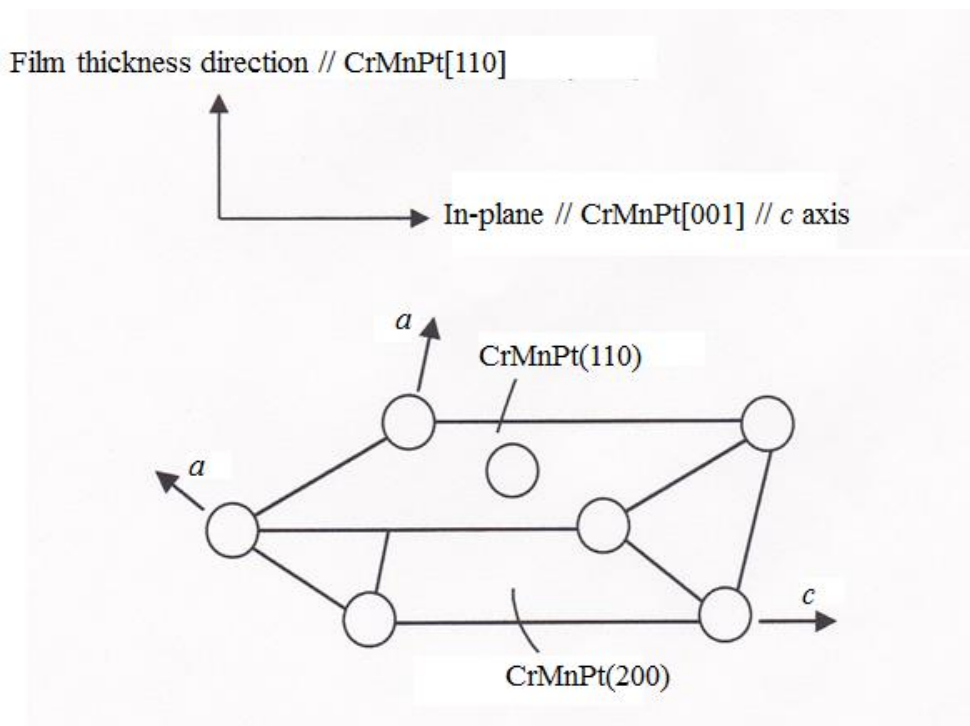 Film thickness direction // CrMnPt[110]
In-plane // CrMnPt[001] // c axis
a
CrMnPt(110)
a
c
CrMnPt(200)